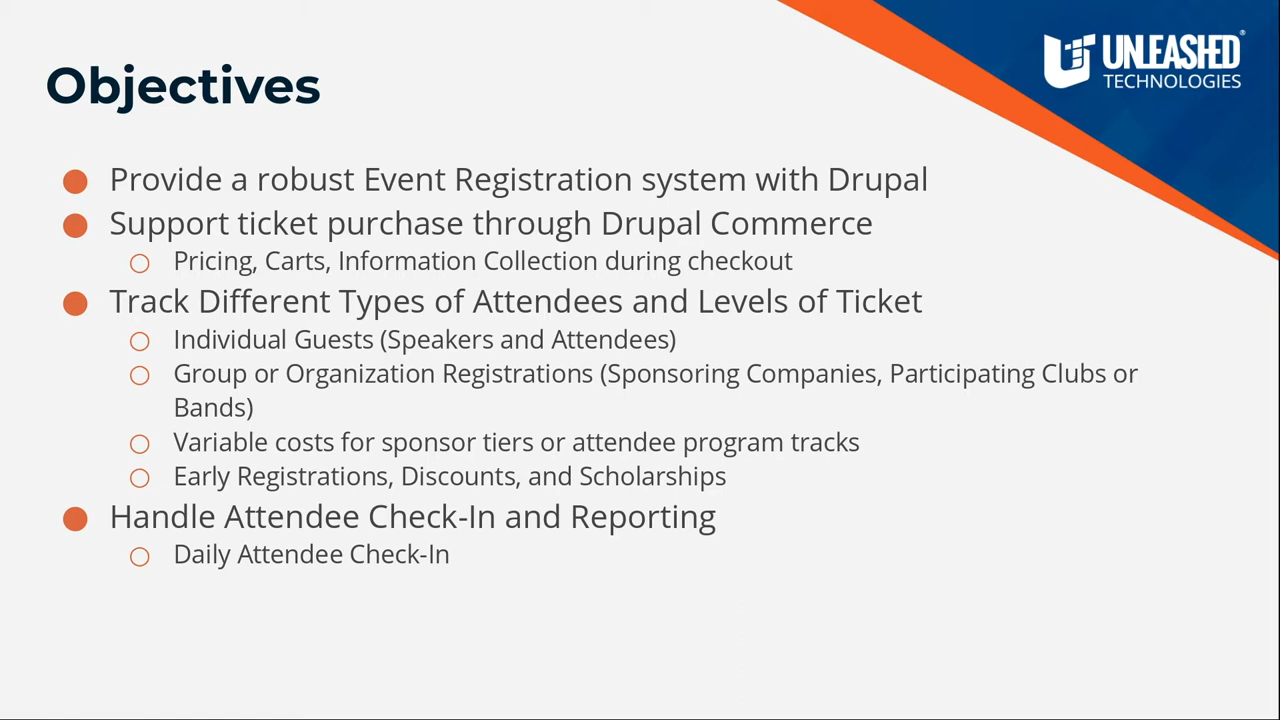 UNLEASHED®
TECHNOLOGIES
Objectives
Provide a robust Event Registration system with Drupal
Support ticket purchase through Drupal Commerce
Pricing, Carts, Information Collection during checkout
Track Different Types of Attendees and Levels of Ticket
Individual Guests (Speakers and Attendees)
Group or Organization Registrations (Sponsoring Companies, Participating Clubs or
Bands)
Variable costs for sponsor tiers or attendee program tracks
Early Registrations, Discounts, and Scholarships
Handle Attendee Check-In and Reporting
Daily Attendee Check-In